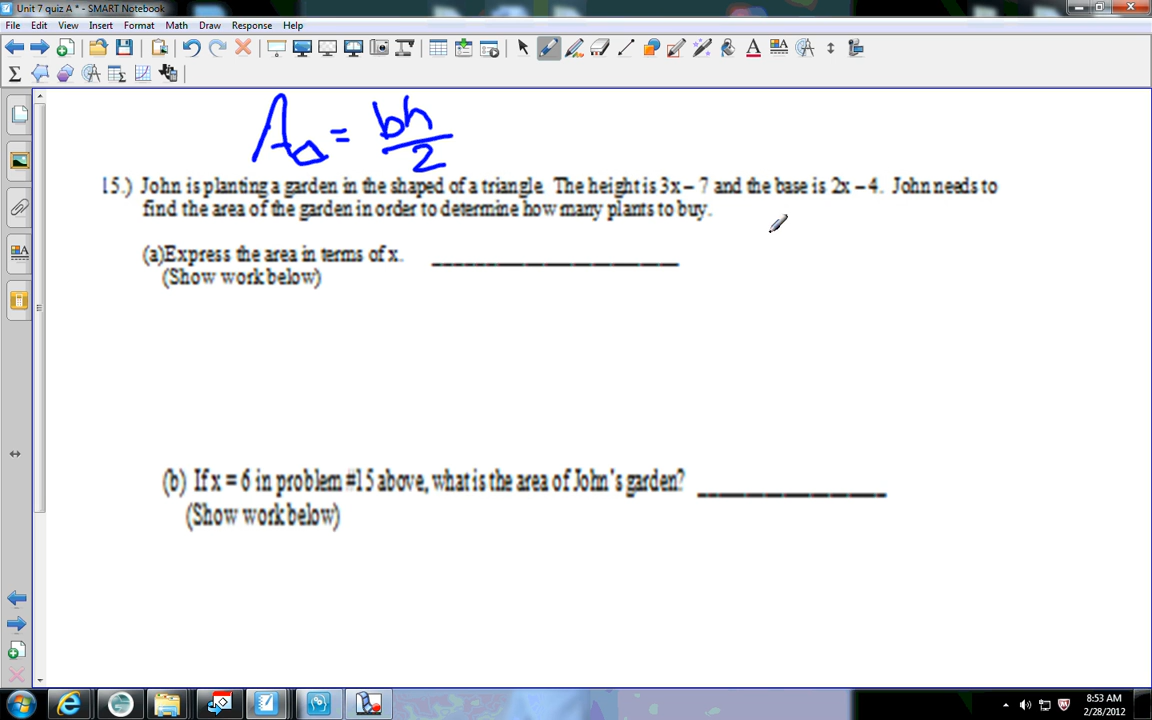 Unit 7 quiz A * - SMART Notebook
File Edit View Insert Format Math Draw Response Help
A△ = bh/2
15.) John is planting a garden in the shaped of a triangle. The height is 3x – 7 and the base is 2x – 4. John needs to
find the area of the garden in order to determine how many plants to buy.
(a)Express the area in terms of x. ______________________
(Show work below)
(b) If x = 6 in problem #15 above, what is the area of John's garden? _________________
(Show work below)
8:53 AM
2/28/2012